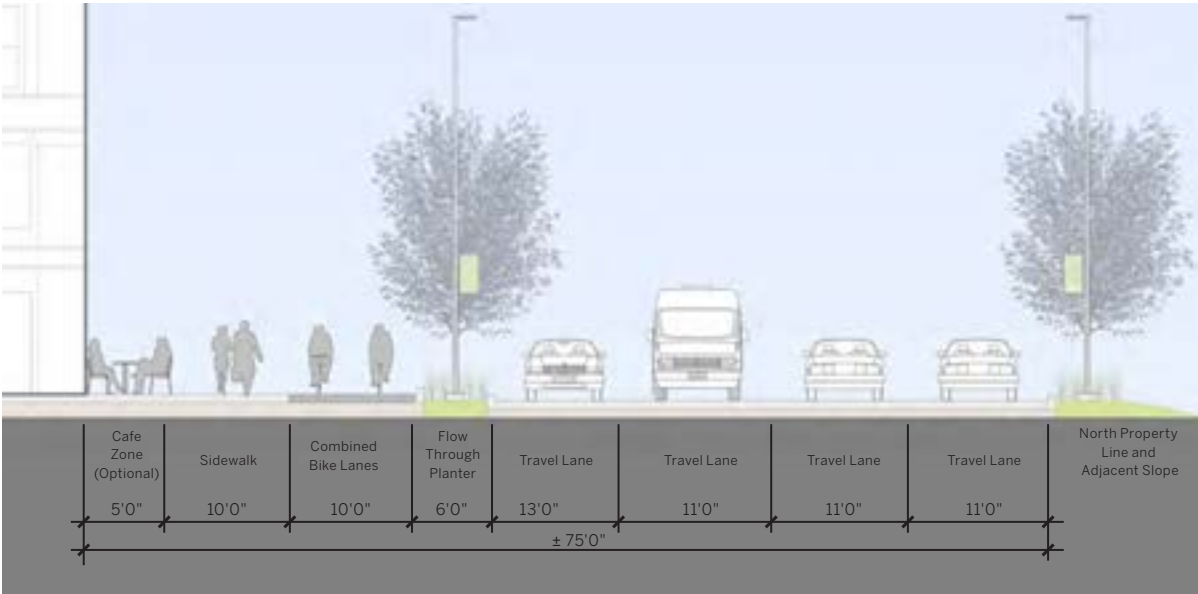 Cafe
Zone
(Optional)
5'0"
Sidewalk
10'0"
Combined
Bike Lanes
10'0"
Flow
Through
Planter
6'0"
Travel Lane
13'0"
Travel Lane
11'0"
Travel Lane
11'0"
Travel Lane
11'0"
North Property
Line and
Adjacent Slope
± 75'0"